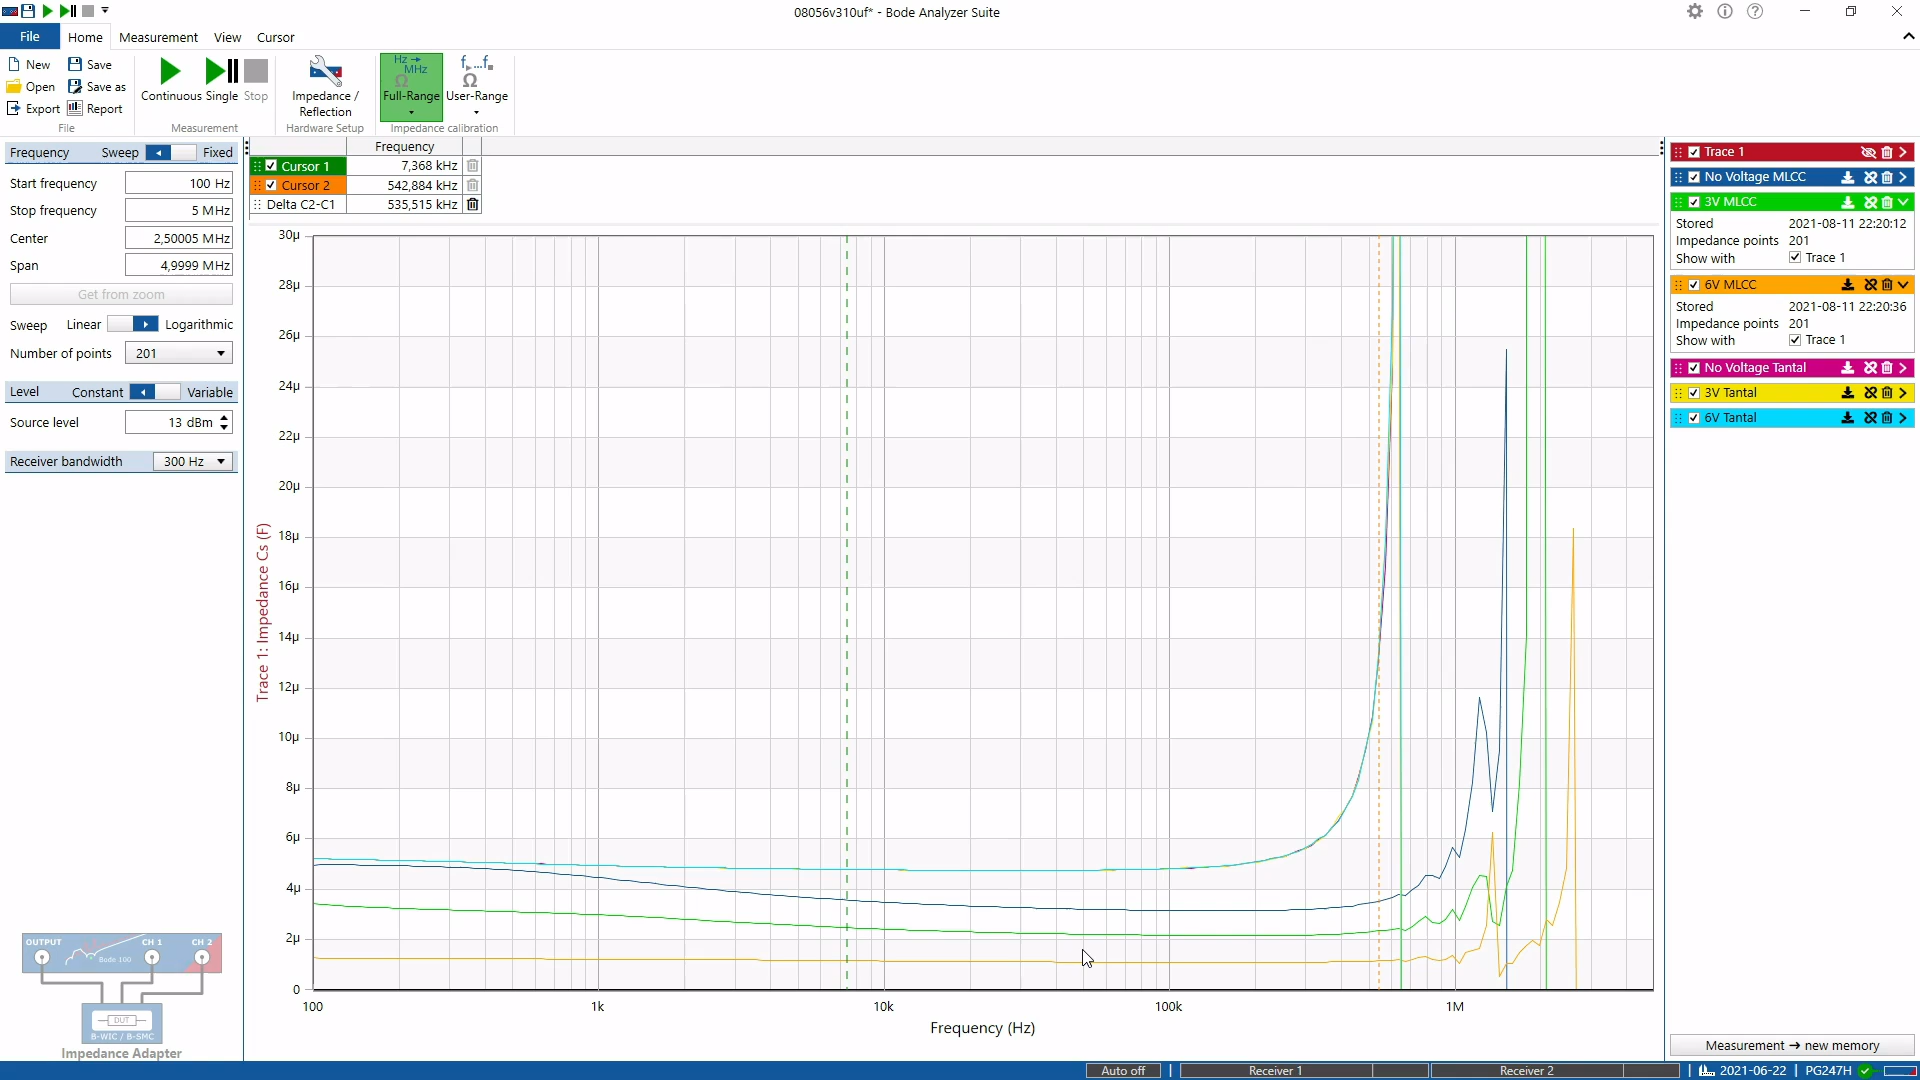 08056v310uf* - Bode Analyzer Suite
File
Home
Measurement
View
Cursor
New
Save
Open
Save as
Export
Report
File
Continuous
Single
Stop
Measurement
Impedance / Reflection
Hardware Setup
Hz → MHz
Ω
Full-Range
f...f
Ω
User-Range
Impedance calibration
Frequency
Sweep
Fixed
Start frequency
100 Hz
Stop frequency
5 MHz
Center
2,50005 MHz
Span
4,9999 MHz
Get from zoom
Sweep
Linear
Logarithmic
Number of points
201
Level
Constant
Variable
Source level
13 dBm
Receiver bandwidth
300 Hz
OUTPUT
CH 1
CH 2
Bode 100
DUT
B-WIC / B-SMC
Impedance Adapter
Frequency
Cursor 1
7,368 kHz
Cursor 2
542,884 kHz
Delta C2-C1
535,515 kHz
Trace 1: Impedance Cs (F)
30µ
28µ
26µ
24µ
22µ
20µ
18µ
16µ
14µ
12µ
10µ
8µ
6µ
4µ
2µ
0
100
1k
10k
100k
1M
Frequency (Hz)
Trace 1
No Voltage MLCC
3V MLCC
Stored 2021-08-11 22:20:12
Impedance points 201
Show with Trace 1
6V MLCC
Stored 2021-08-11 22:20:36
Impedance points 201
Show with Trace 1
No Voltage Tantal
3V Tantal
6V Tantal
Measurement → new memory
Auto off
Receiver 1
Receiver 2
2021-06-22
PG247H